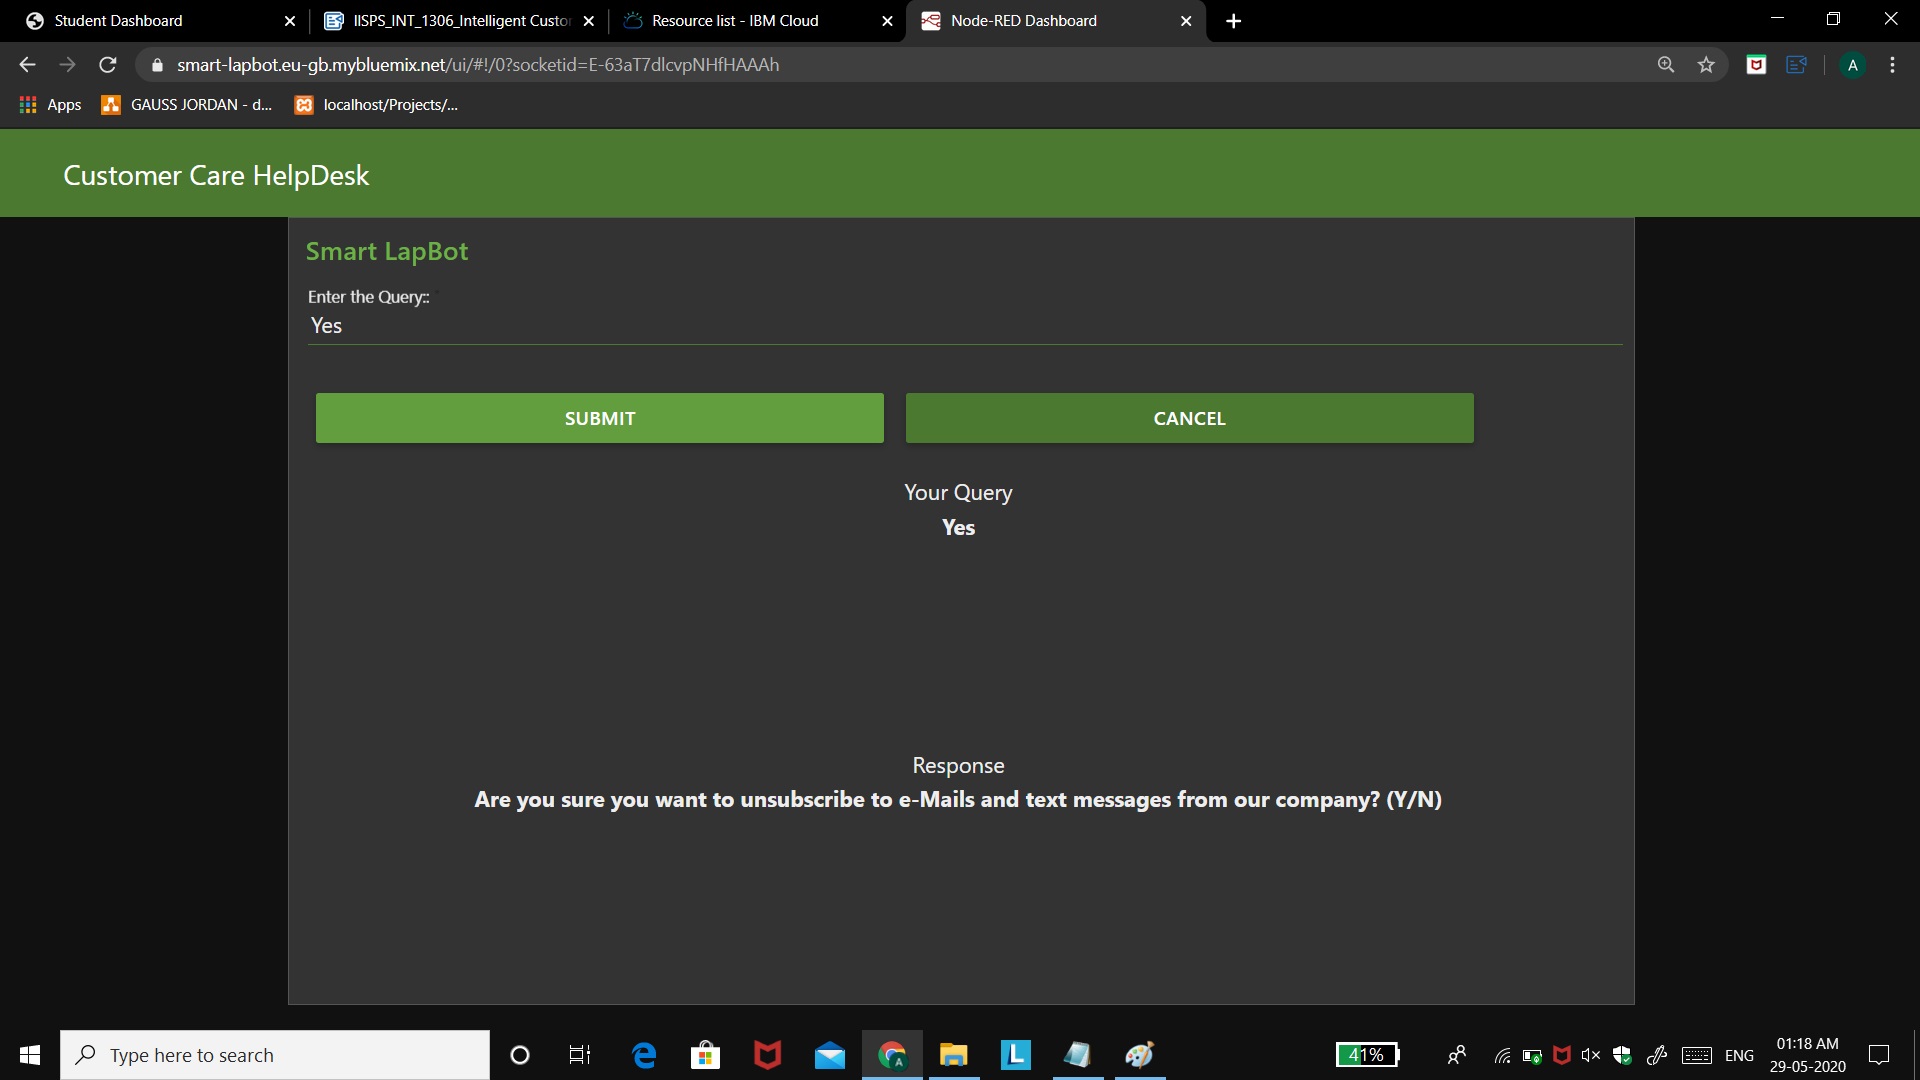 Student Dashboard
IISPS_INT_1306_Intelligent Custo
Resource list - IBM Cloud
Node-RED Dashboard
smart-lapbot.eu-gb.mybluemix.net/ui/#!/0?socketid=E-63aT7dlcvpNHfHAAAh
A
Apps
GAUSS JORDAN - d...
localhost/Projects/...
Customer Care HelpDesk
Smart LapBot
Enter the Query:: *
Yes
SUBMIT
CANCEL
Your Query
Yes
Response
Are you sure you want to unsubscribe to e-Mails and text messages from our company? (Y/N)
Type here to search
A
L
41%
ENG
01:18 AM
29-05-2020